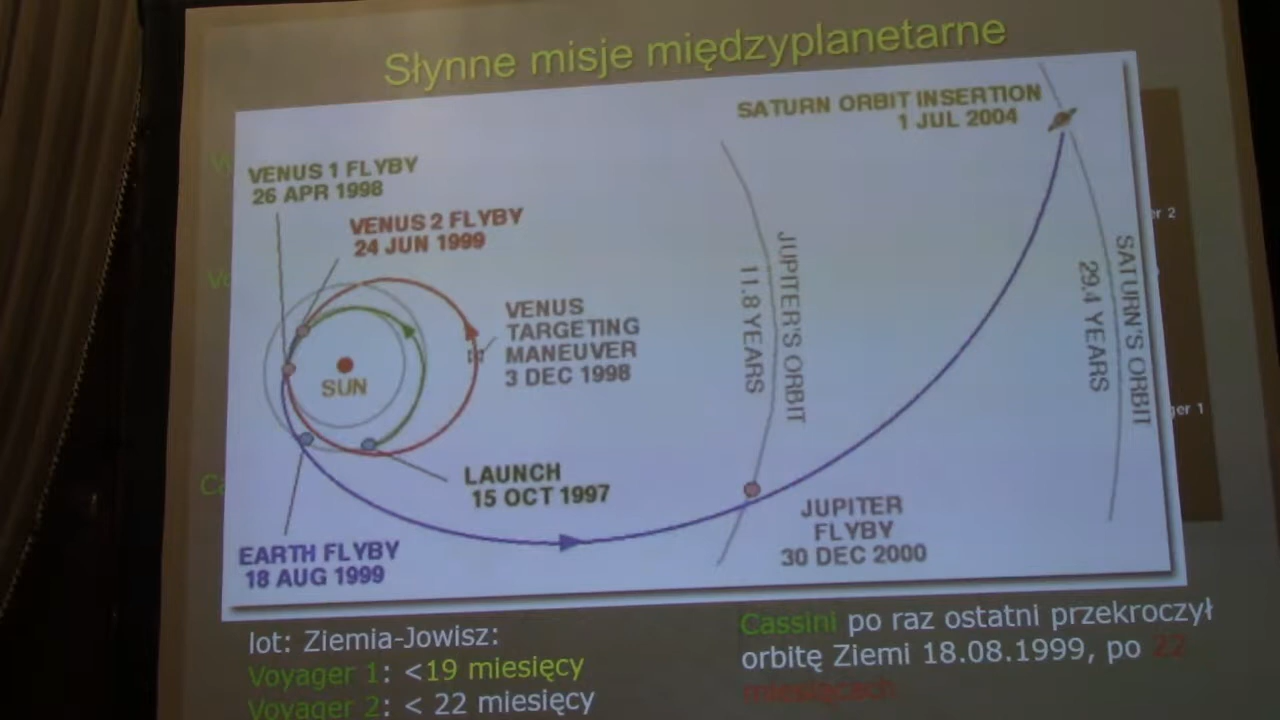 Słynne misje międzyplanetarne
SATURN ORBIT INSERTION
1 JUL 2004
VENUS 1 FLYBY
26 APR 1998
VENUS 2 FLYBY
24 JUN 1999
VENUS
TARGETING
MANEUVER
3 DEC 1998
SUN
JUPITER'S ORBIT
11.8 YEARS
SATURN'S ORBIT
29.4 YEARS
LAUNCH
15 OCT 1997
JUPITER
FLYBY
30 DEC 2000
EARTH FLYBY
18 AUG 1999
lot: Ziemia-Jowisz:
Voyager 1: <19 miesięcy
Voyager 2: < 22 miesięcy
Cassini po raz ostatni przekroczył
orbitę Ziemi 18.08.1999, po 22
miesiącach